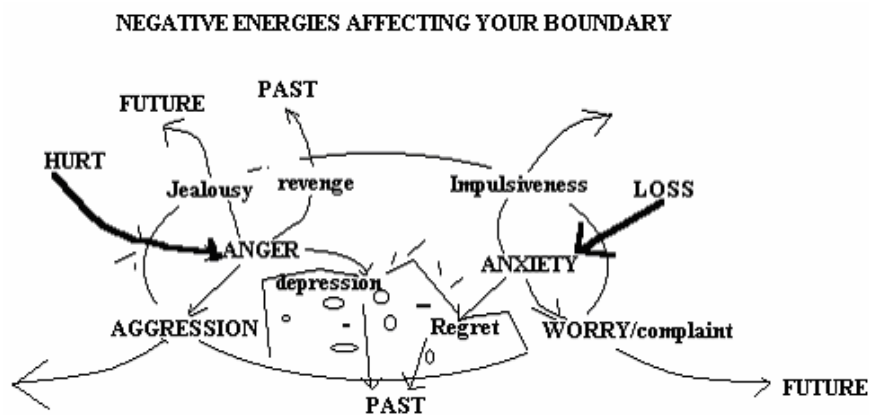 NEGATIVE ENERGIES AFFECTING YOUR BOUNDARY
PAST
FUTURE
HURT
Jealousy
revenge
Impulsiveness
LOSS
ANGER
ANXIETY
depression
AGGRESSION
Regret
WORRY/complaint
FUTURE
PAST